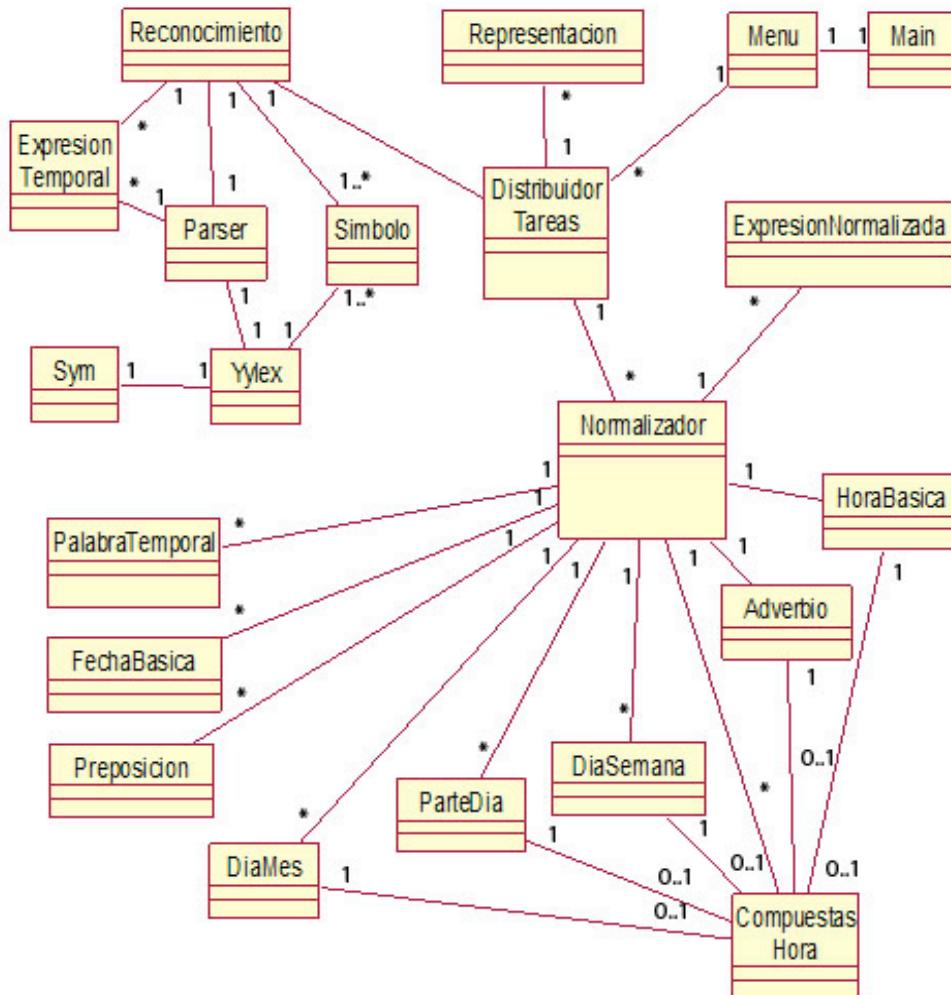 Reconocimiento
Representacion
Menu
1
1
Main
1
1
1
1
*
1
*
*
Expresion
Temporal
*
1
1
1..*
1
*
Distribuidor
Tareas
Parser
Simbolo
ExpresionNormalizada
1
1..*
1
*
1
1
Sym
1
1
Yylex
*
1
Normalizador
1
1
HoraBasica
PalabraTemporal
*
1
1
1
1
1
1
1
1
Adverbio
FechaBasica
*
1
*
*
Preposicion
*
DiaSemana
0..1
*
ParteDia
*
1
1
DiaMes
1
0..1
0..1
0..1
0..1
Compuestas
Hora